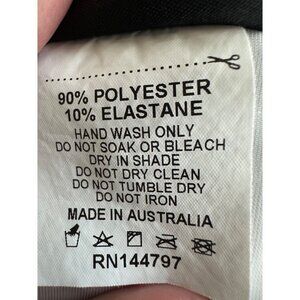 90% POLYESTER
10% ELASTANE
HAND WASH ONLY
DO NOT SOAK OR BLEACH
DRY IN SHADE
DO NOT DRY CLEAN
DO NOT TUMBLE DRY
DO NOT IRON
MADE IN AUSTRALIA
RN144797